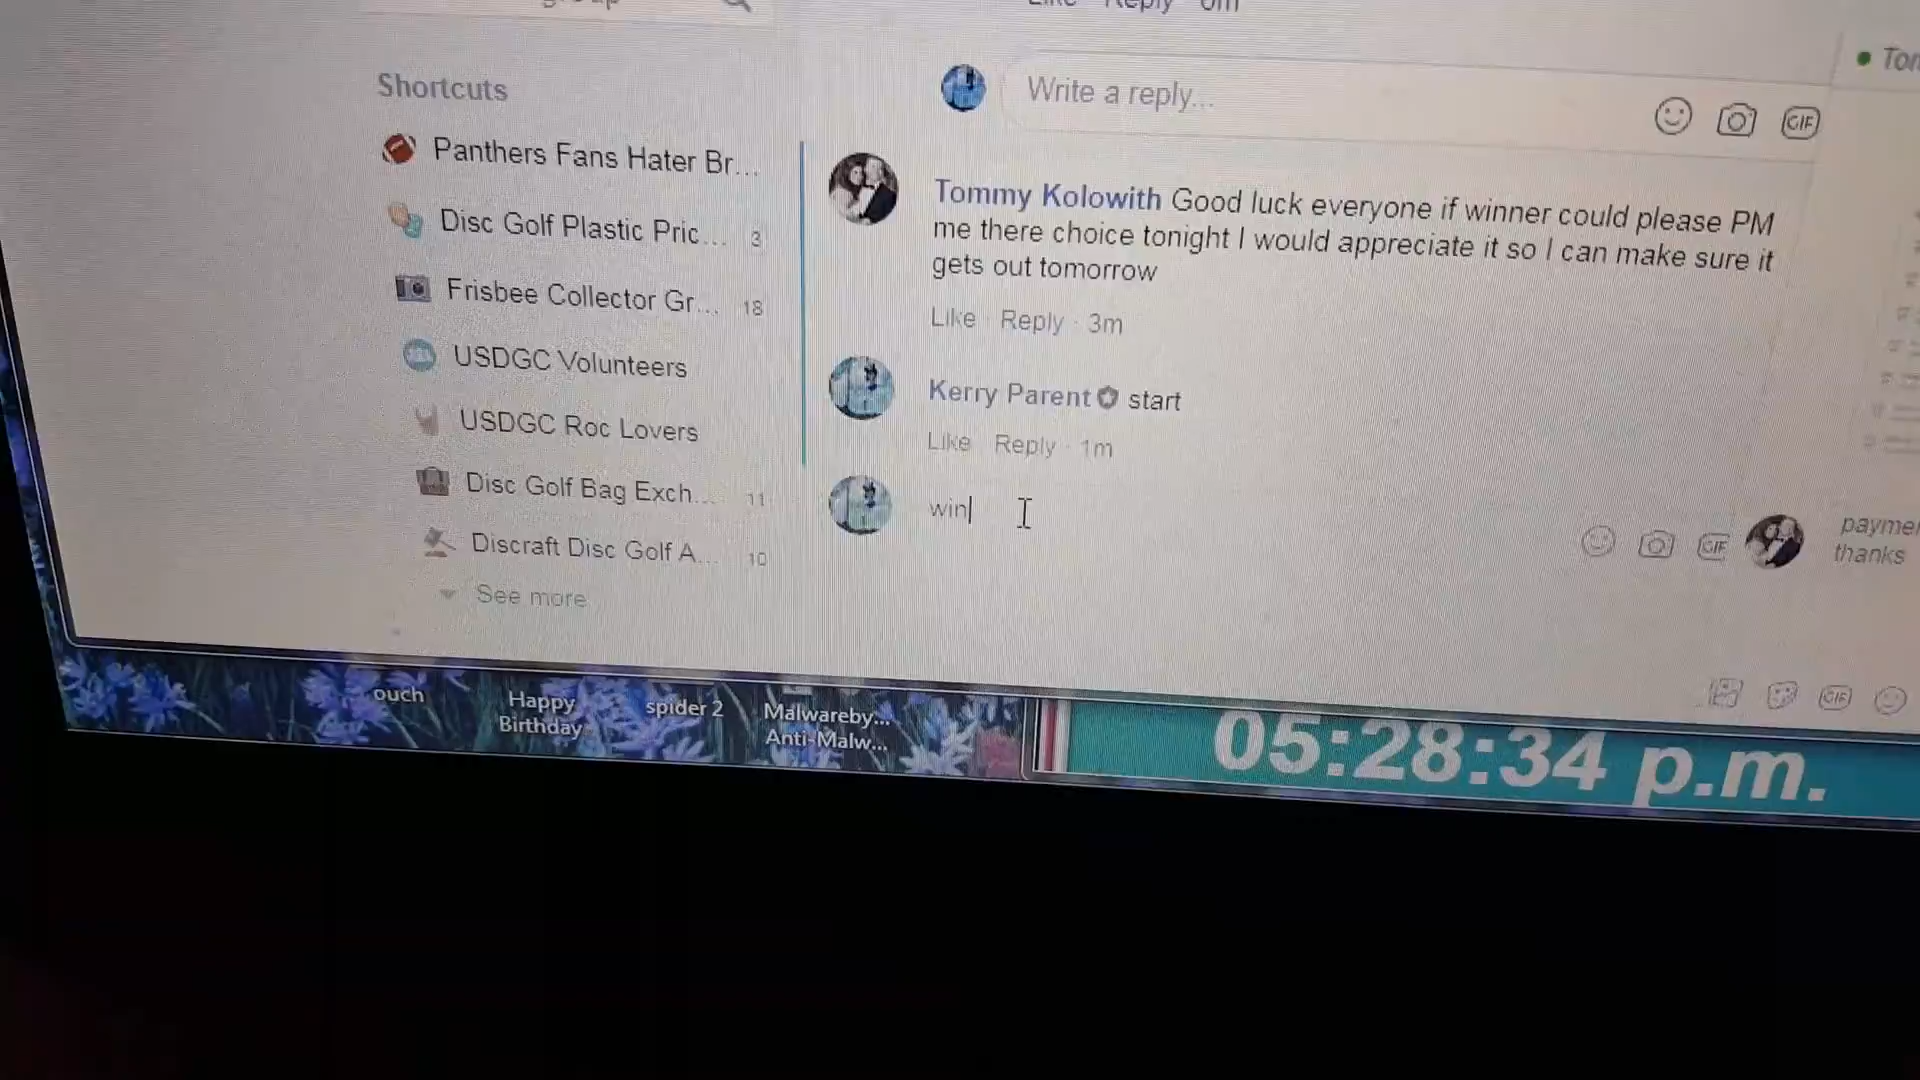 Like Reply 6m
Shortcuts
Panthers Fans Hater Br...
Disc Golf Plastic Pric... 3
Frisbee Collector Gr... 18
USDGC Volunteers
USDGC Roc Lovers
Disc Golf Bag Exch... 11
Discraft Disc Golf A... 10
See more
Write a reply...
GIF
Tommy Kolowith Good luck everyone if winner could please PM
me there choice tonight I would appreciate it so I can make sure it
gets out tomorrow
Like · Reply · 3m
Kerry Parent start
Like · Reply · 1m
win
GIF
thanks
GIF
ouch
Happy
Birthday
spider 2
Malwareby...
Anti-Malw...
05:28:34 p.m.